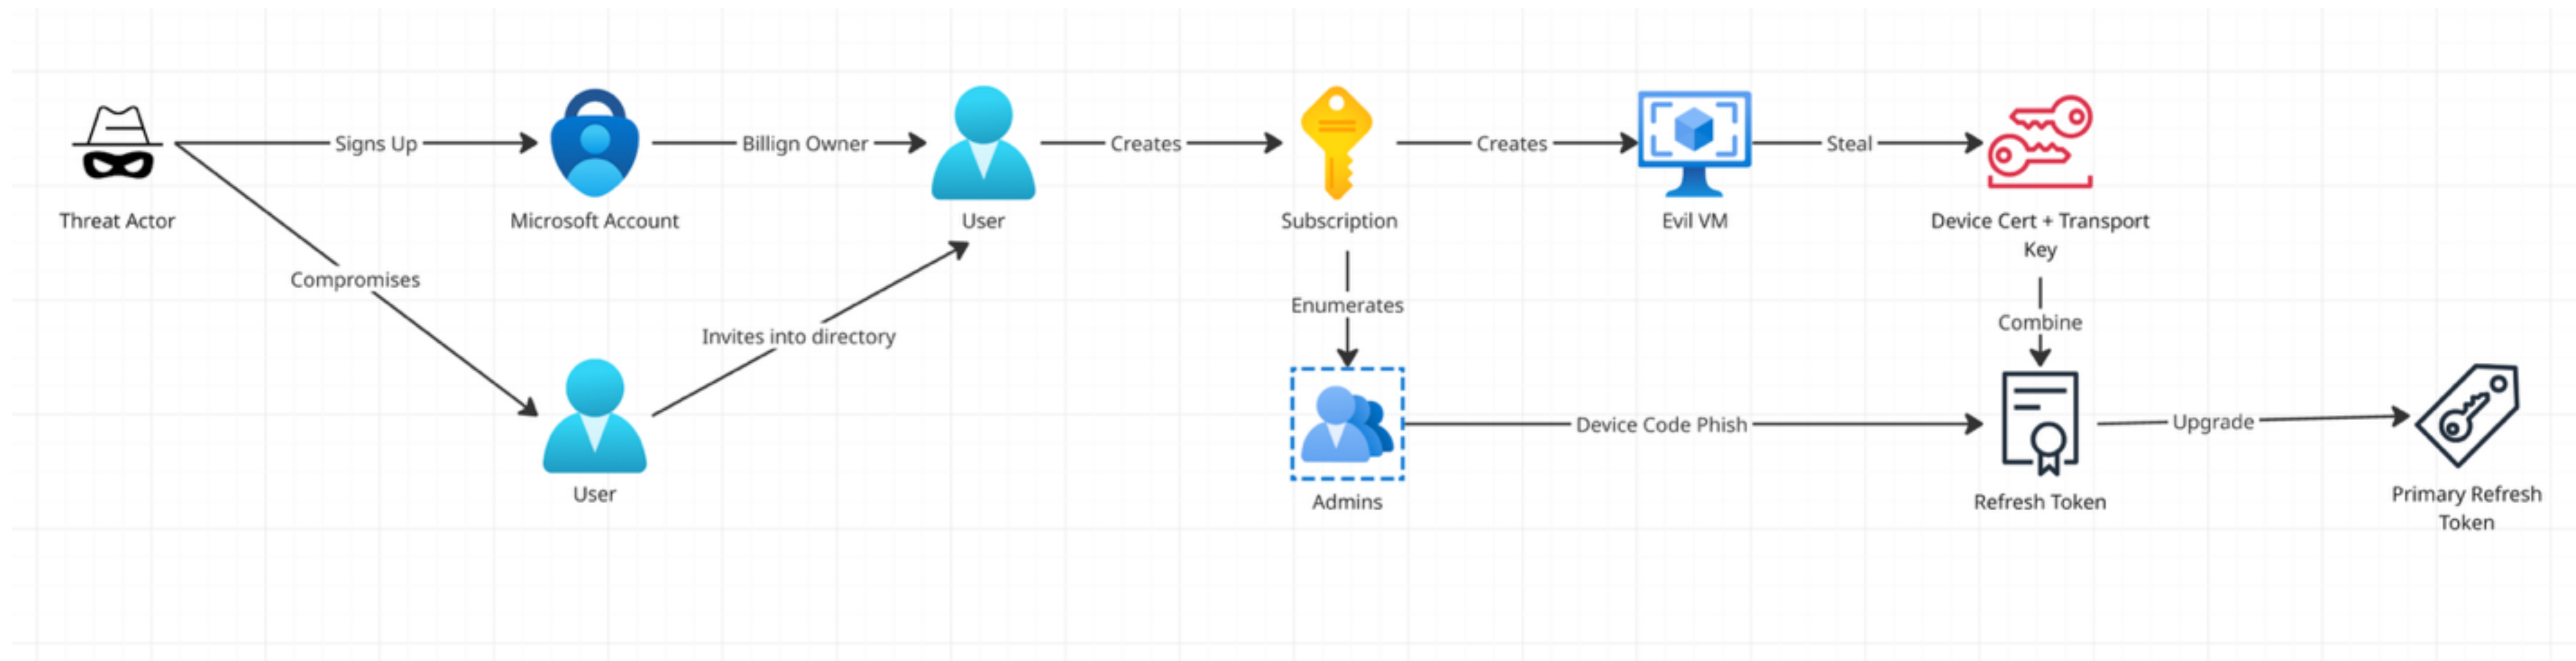 Signs Up
Billign Owner
Creates
Creates
Steal
Threat Actor
Microsoft Account
User
Subscription
Evil VM
Device Cert + Transport
Key
Compromises
Invites into directory
Enumerates
Combine
Device Code Phish
Upgrade
User
Admins
Refresh Token
Primary Refresh
Token